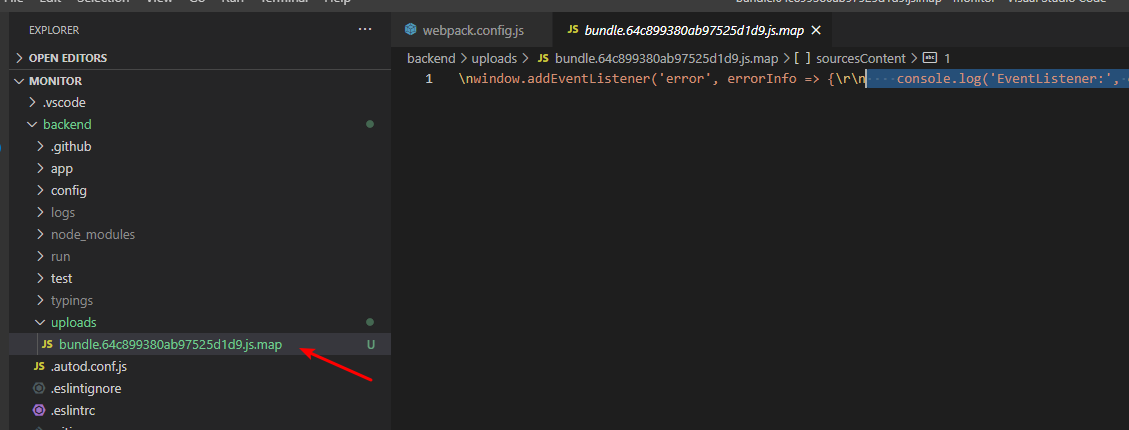 EXPLORER
···
OPEN EDITORS
MONITOR
.vscode
backend
.github
app
config
logs
node_modules
run
test
typings
uploads
JS bundle.64c899380ab97525d1d9.js.map U
JS .autod.conf.js
.eslintignore
.eslintrc
webpack.config.js
JS bundle.64c899380ab97525d1d9.js.map ×
backend > uploads > JS bundle.64c899380ab97525d1d9.js.map > [ ] sourcesContent > abc 1
1 \nwindow.addEventListener('error', errorInfo => {\r\n····console.log('EventListener:',